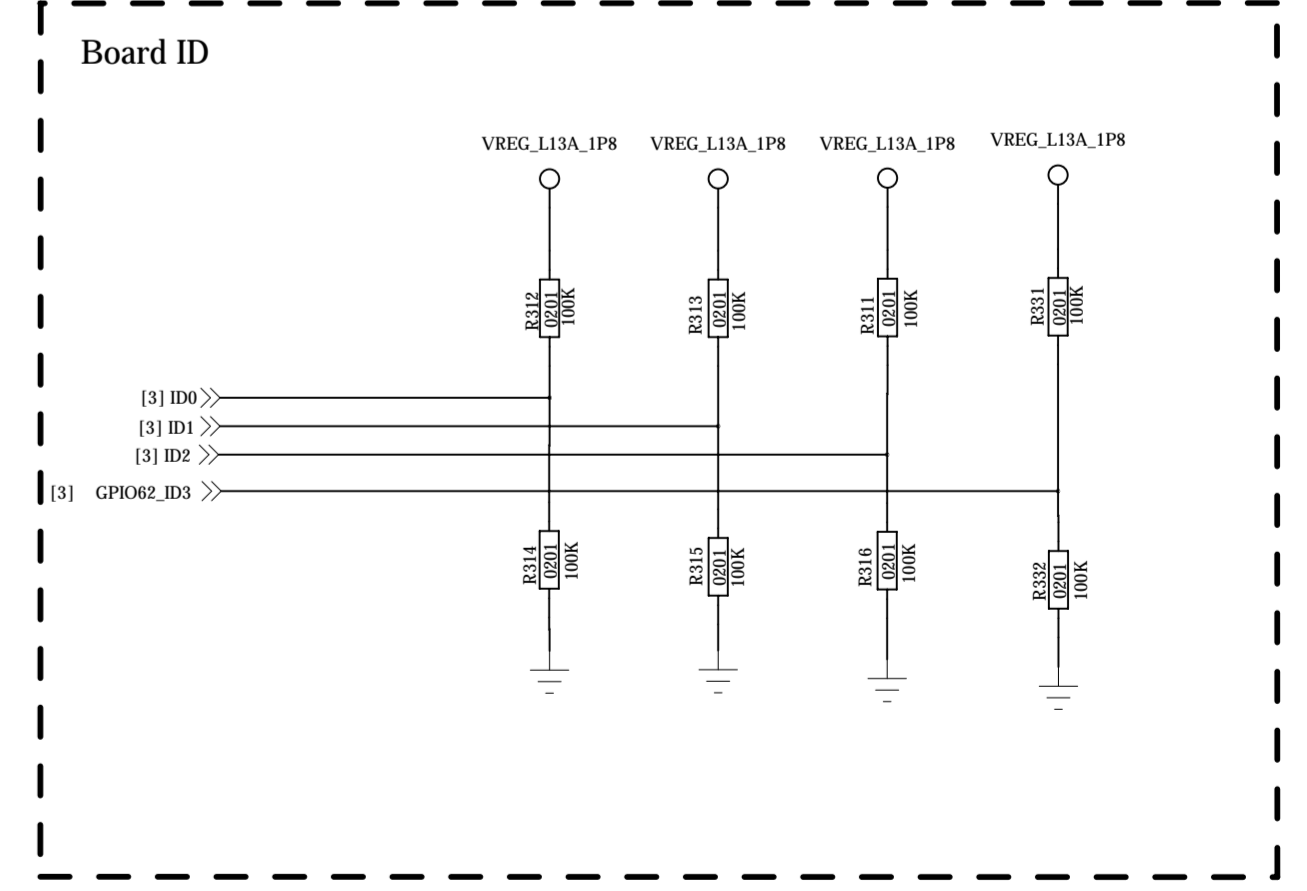 Board ID
VREG_L13A_1P8 VREG_L13A_1P8 VREG_L13A_1P8 VREG_L13A_1P8
R312 0201 100K
R313 0201 100K
R311 0201 100K
R331 0201 100K
[3] ID0
[3] ID1
[3] ID2
[3] GPIO62_ID3
R314 0201 100K
R315 0201 100K
R316 0201 100K
R332 0201 100K